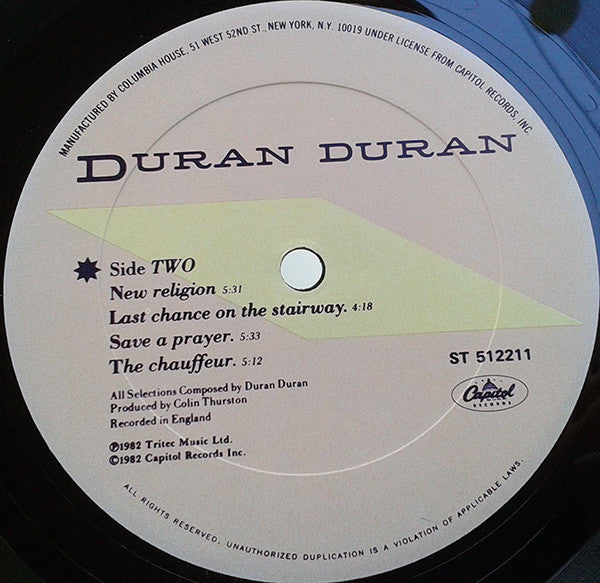 MANUFACTURED BY COLUMBIA HOUSE, 51 WEST 52ND ST., NEW YORK, N.Y. 10019 UNDER LICENSE FROM CAPITOL RECORDS, INC.
DURAN DURAN
Side TWO
New religion 5:31
Last chance on the stairway. 4:18
Save a prayer. 5:33
The chauffeur. 5:12
ST 512211
Capitol
RECORDS
All Selections Composed by Duran Duran
Produced by Colin Thurston
Recorded in England
℗1982 Tritec Music Ltd.
©1982 Capitol Records Inc.
ALL RIGHTS RESERVED. UNAUTHORIZED DUPLICATION IS A VIOLATION OF APPLICABLE LAWS.